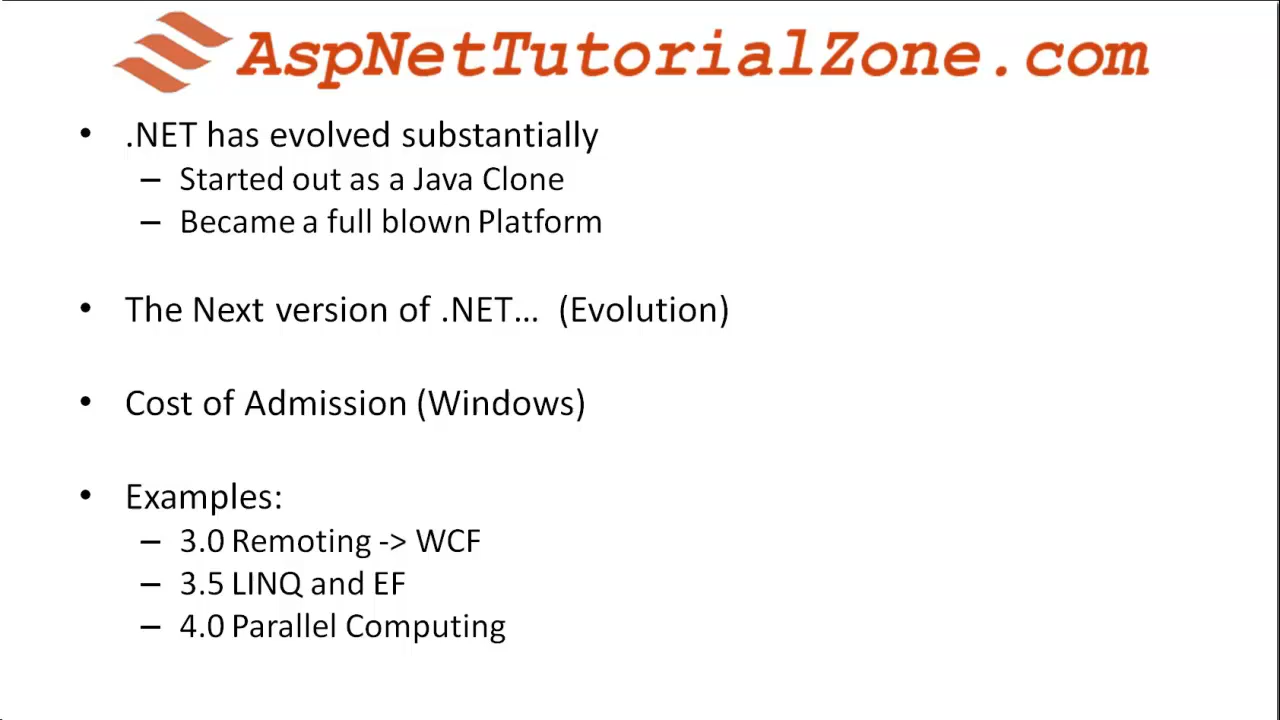 AspNetTutorialZone.com
• .NET has evolved substantially
– Started out as a Java Clone
– Became a full blown Platform
• The Next version of .NET... (Evolution)
• Cost of Admission (Windows)
• Examples:
– 3.0 Remoting -> WCF
– 3.5 LINQ and EF
– 4.0 Parallel Computing